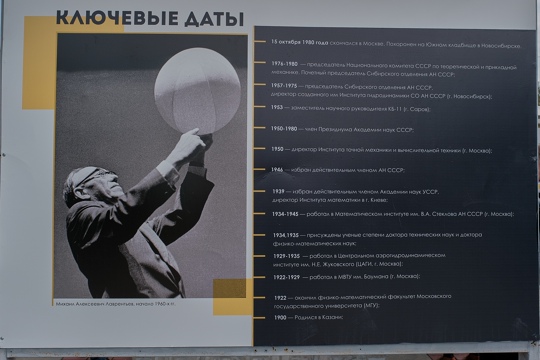 КЛЮЧЕВЫЕ ДАТЫ
15 октября 1980 года скончался в Москве. Похоронен на Южном кладбище в Новосибирске.
1976-1980 — председатель Национального комитета СССР по теоретической и прикладной
механике. Почетный председатель Сибирского отделения АН СССР;
1957-1975 — председатель Сибирского отделения АН СССР,
директор созданного им Института гидродинамики СО АН СССР (г. Новосибирск);
1953 — заместитель научного руководителя КБ-11 (г. Саров);
1950-1980 — член Президиума Академии наук СССР;
1950 — директор Института точной механики и вычислительной техники (г. Москва);
1946 — избран действительным членом АН СССР;
1939 — избран действительным членом Академии наук УССР,
директор Института математики в г. Киеве;
1934-1945 — работал в Математическом институте им. В.А. Стеклова АН СССР (г. Москва);
1934,1935 — присуждены ученые степени доктора технических наук и доктора
физико-математических наук;
1929-1935 — работал в Центральном аэрогидродинамическом
институте им. Н.Е. Жуковского (ЦАГИ, г. Москва);
1922-1929 — работал в МВТУ им. Баумана (г. Москва);
1922 — окончил физико-математический факультет Московского
государственного университета (МГУ);
1900 — Родился в Казани;
Михаил Алексеевич Лаврентьев, начало 1960-х гг.